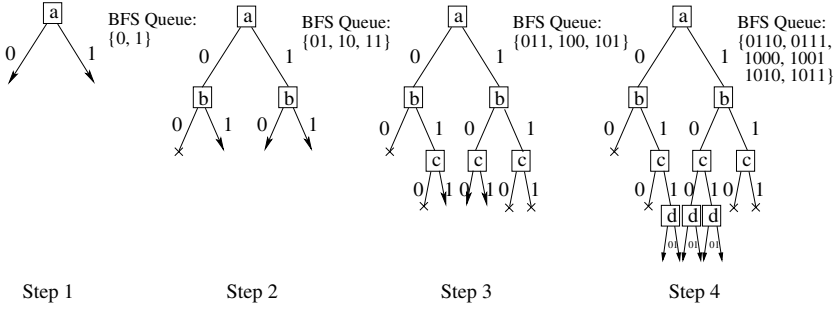 a
0 1
BFS Queue:
{0, 1}
Step 1
a
0 1
b b
0 1 0 1
BFS Queue:
{01, 10, 11}
Step 2
a
0 1
b b
0 1 0 1
c c c
0 1 0 1 0 1
BFS Queue:
{011, 100, 101}
Step 3
a
0 1
b b
0 1 0 1
c c c
0 1 0 1 0 1
d d d
01 01 01
BFS Queue:
{0110, 0111,
1000, 1001
1010, 1011}
Step 4